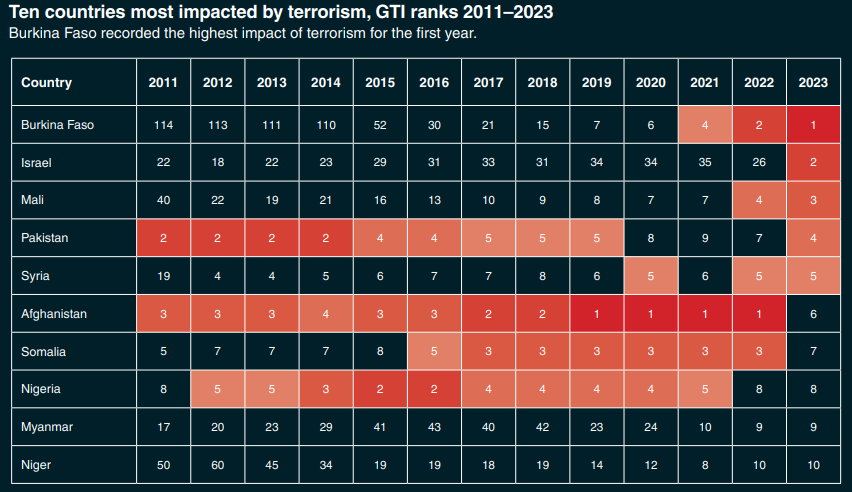 Ten countries most impacted by terrorism, GTI ranks 2011–2023
Burkina Faso recorded the highest impact of terrorism for the first year.
Country 2011 2012 2013 2014 2015 2016 2017 2018 2019 2020 2021 2022 2023
Burkina Faso 114 113 111 110 52 30 21 15 7 6 4 2 1
Israel 22 18 22 23 29 31 33 31 34 34 35 26 2
Mali 40 22 19 21 16 13 10 9 8 7 7 4 3
Pakistan 2 2 2 2 4 4 5 5 5 8 9 7 4
Syria 19 4 4 5 6 7 7 8 6 5 6 5 5
Afghanistan 3 3 3 4 3 3 2 2 1 1 1 1 6
Somalia 5 7 7 7 8 5 3 3 3 3 3 3 7
Nigeria 8 5 5 3 2 2 4 4 4 4 5 8 8
Myanmar 17 20 23 29 41 43 40 42 23 24 10 9 9
Niger 50 60 45 34 19 19 18 19 14 12 8 10 10